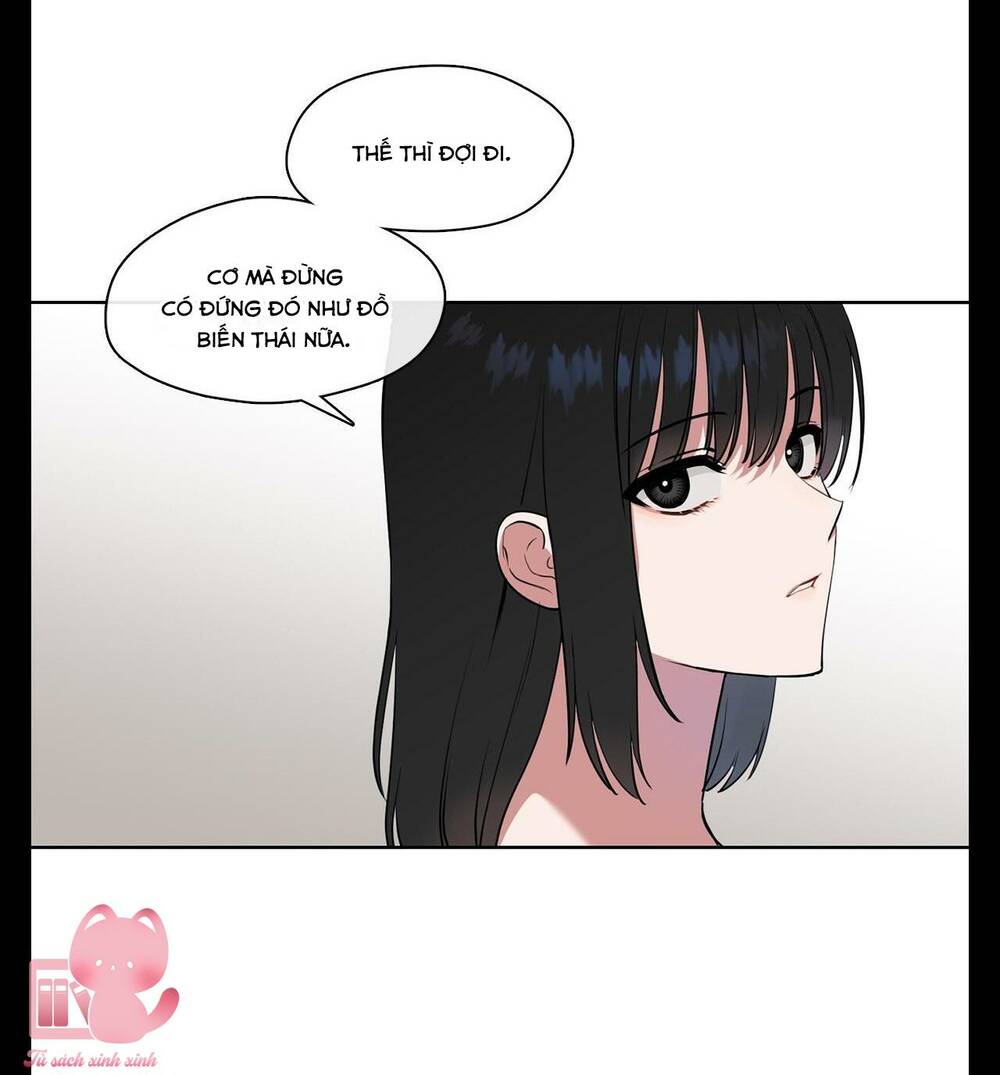 THẾ THÌ ĐỢI ĐI.
CƠ MÀ ĐỪNG
CÓ ĐỨNG ĐÓ NHƯ ĐỒ
BIẾN THÁI NỮA.
Tủ sách xinh xinh